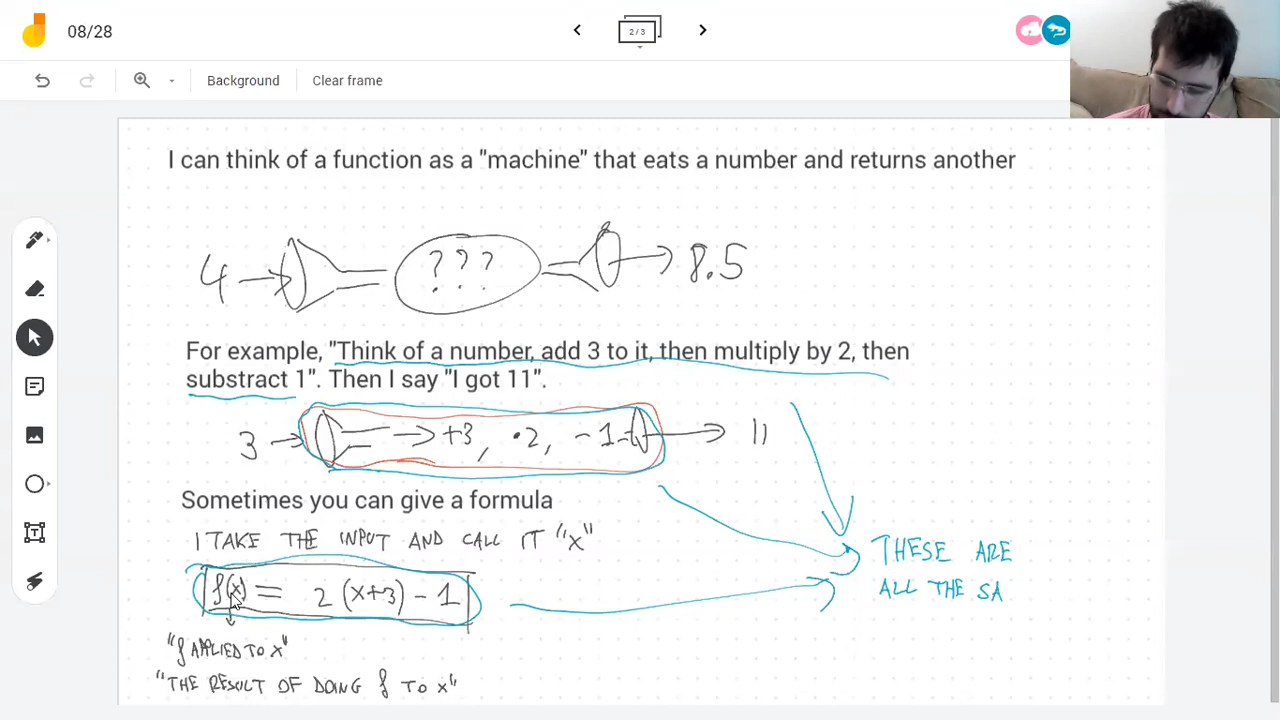 08/28
2 / 3
Background
Clear frame
I can think of a function as a "machine" that eats a number and returns another
4
? ? ?
8.5
For example, "Think of a number, add 3 to it, then multiply by 2, then
substract 1". Then I say "I got 11".
3 +3, ·2, -1 11
Sometimes you can give a formula
I TAKE THE INPUT AND CALL IT "X"
f(x) = 2 (x+3) - 1
"f APPLIED TO X"
"THE RESULT OF DOING f TO X"
THESE ARE
ALL THE SA